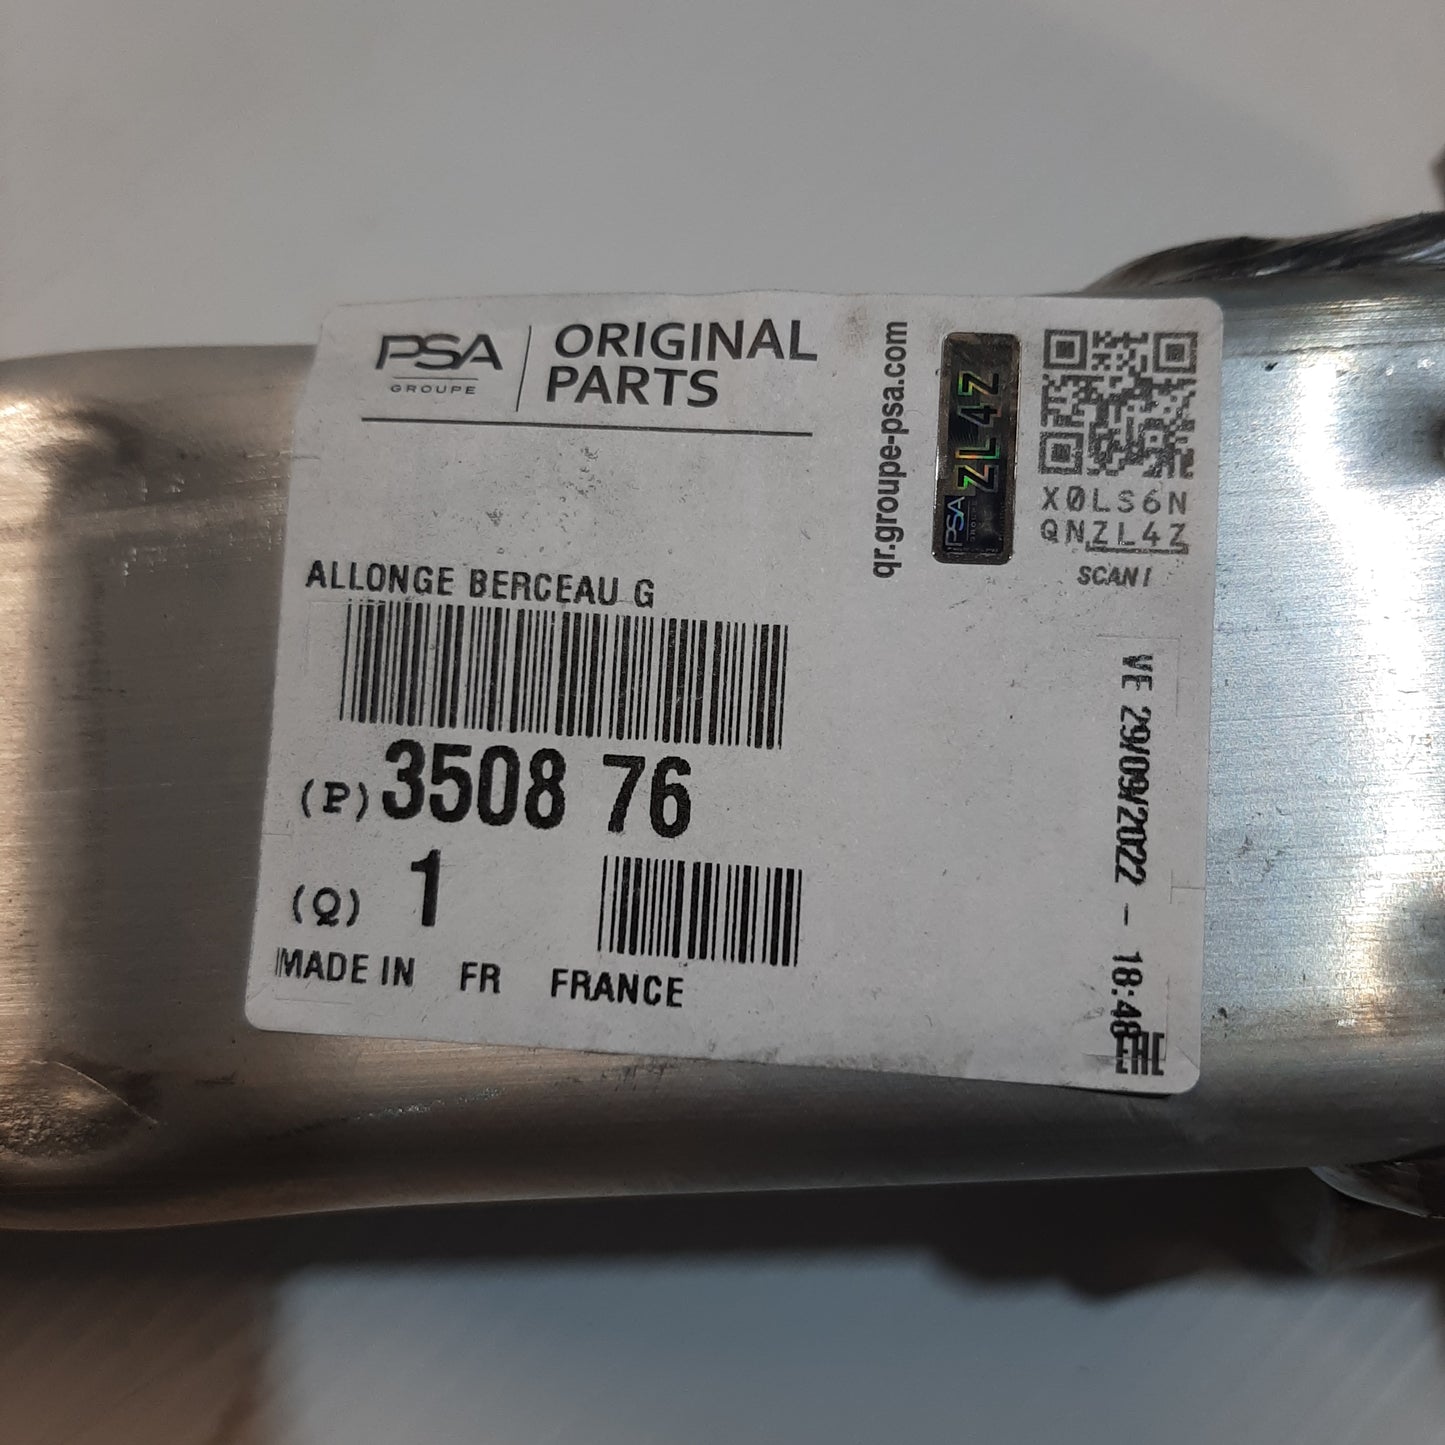 PSA
GROUPE
ORIGINAL
PARTS
qr.groupe-psa.com
PSA
GROUPE
ZL4Z
X0LS6N
QNZL4Z
SCAN!
ALLONGE BERCEAU G
(P) 3508 76
(Q) 1
MADE IN FR FRANCE
VE 29/09/2022 - 18:48
EAC